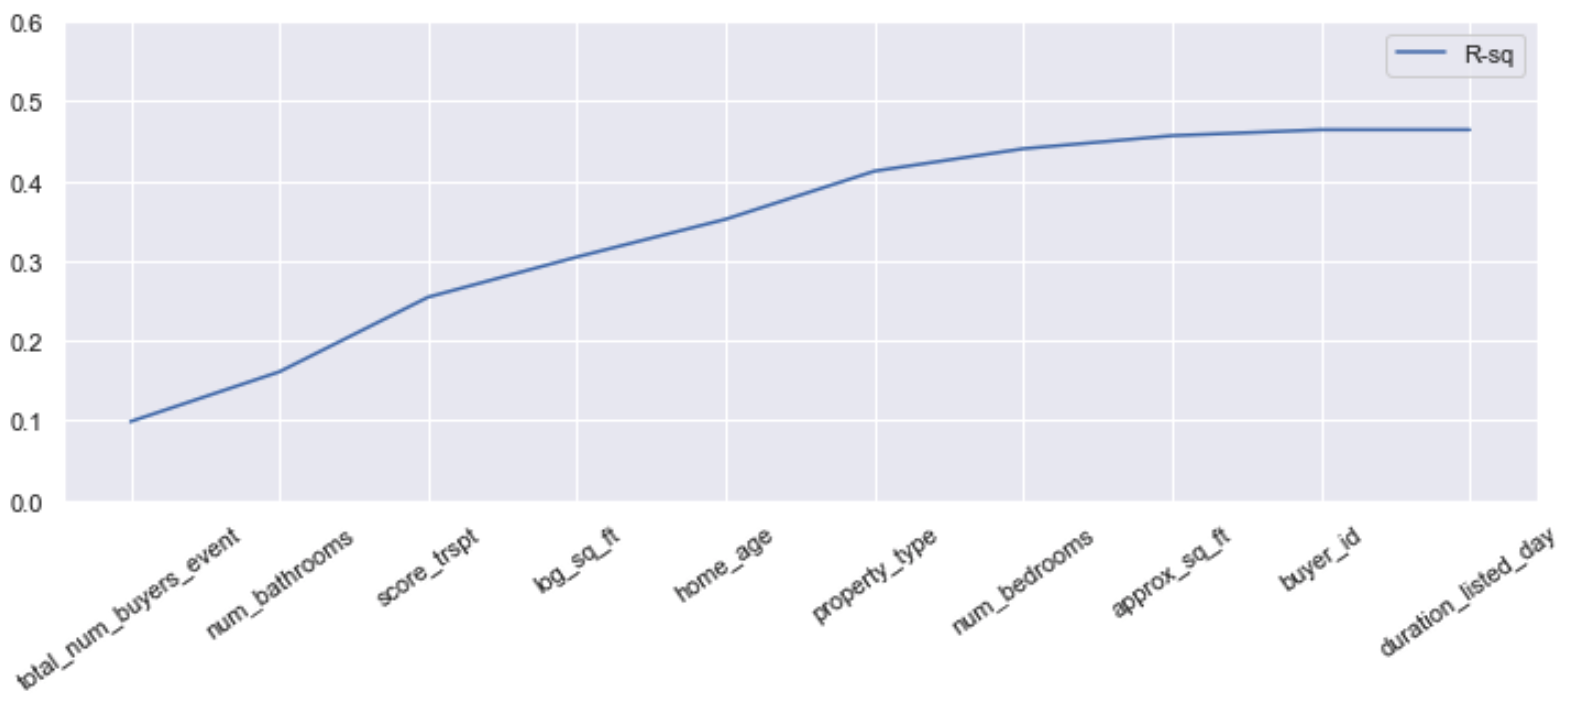 0.6
R-sq
0.5
0.4
0.3
0.2
0.1
0.0
total_num_buyers_event
num_bathrooms
score_trspt
log_sq_ft
home_age
property_type
num_bedrooms
approx_sq_ft
buyer_id
duration_listed_day